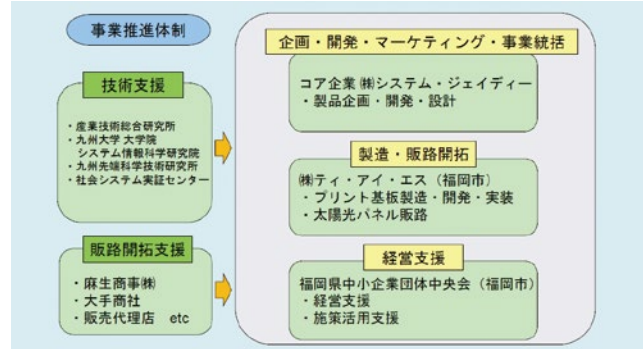 事業推進体制
技術支援
・産業技術総合研究所
・九州大学 大学院
システム情報科学研究院
・九州先端科学技術研究所
・社会システム実証センター
販路開拓支援
・麻生商事㈱
・大手商社
・販売代理店 etc
企画・開発・マーケティング・事業統括
コア企業 ㈱システム・ジェイディー
・製品企画・開発・設計
製造・販路開拓
㈱ティ・アイ・エス（福岡市）
・プリント基板製造・開発・実装
・太陽光パネル販路
経営支援
福岡県中小企業団体中央会（福岡市）
・経営支援
・施策活用支援